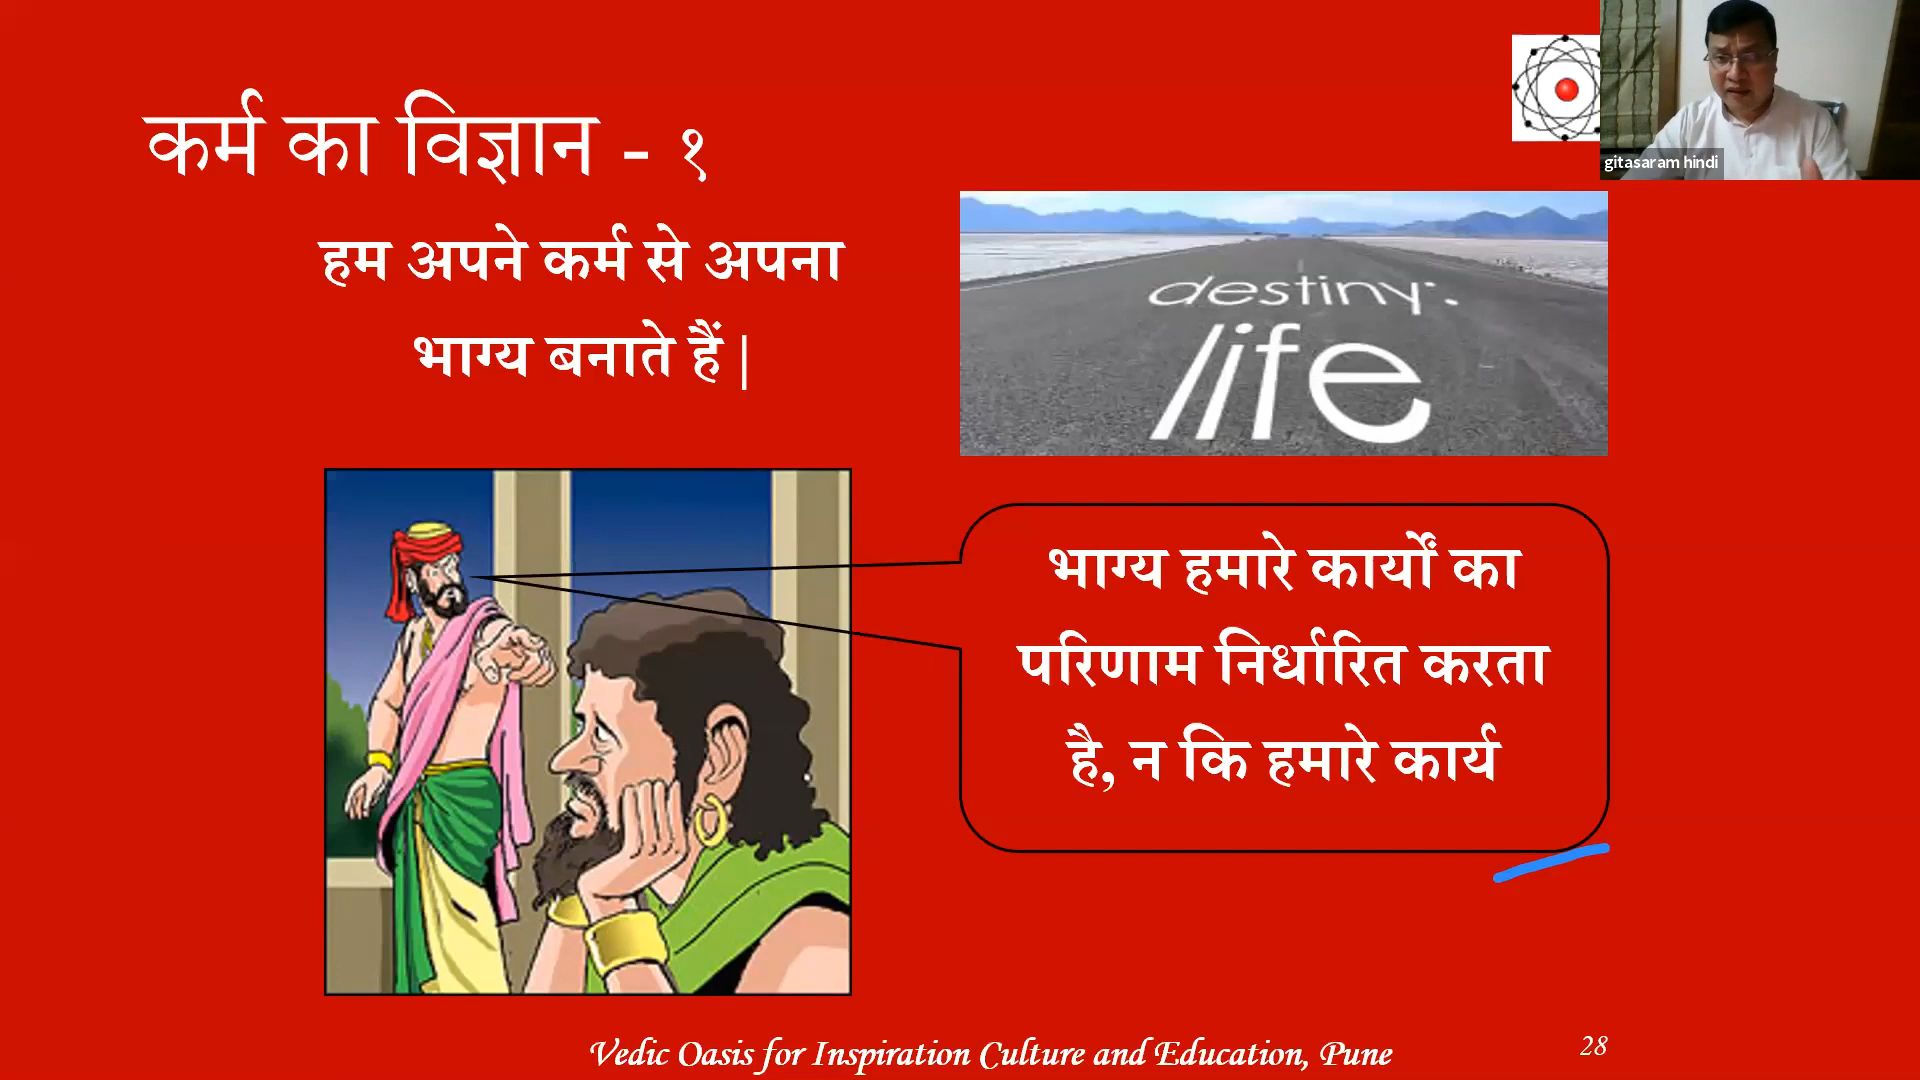 कर्म का विज्ञान - १
gitasaram hindi
हम अपने कर्म से अपना
भाग्य बनाते हैं |
destiny:.
life
भाग्य हमारे कार्यों का
परिणाम निर्धारित करता
है, न कि हमारे कार्य
Vedic Oasis for Inspiration Culture and Education, Pune
28